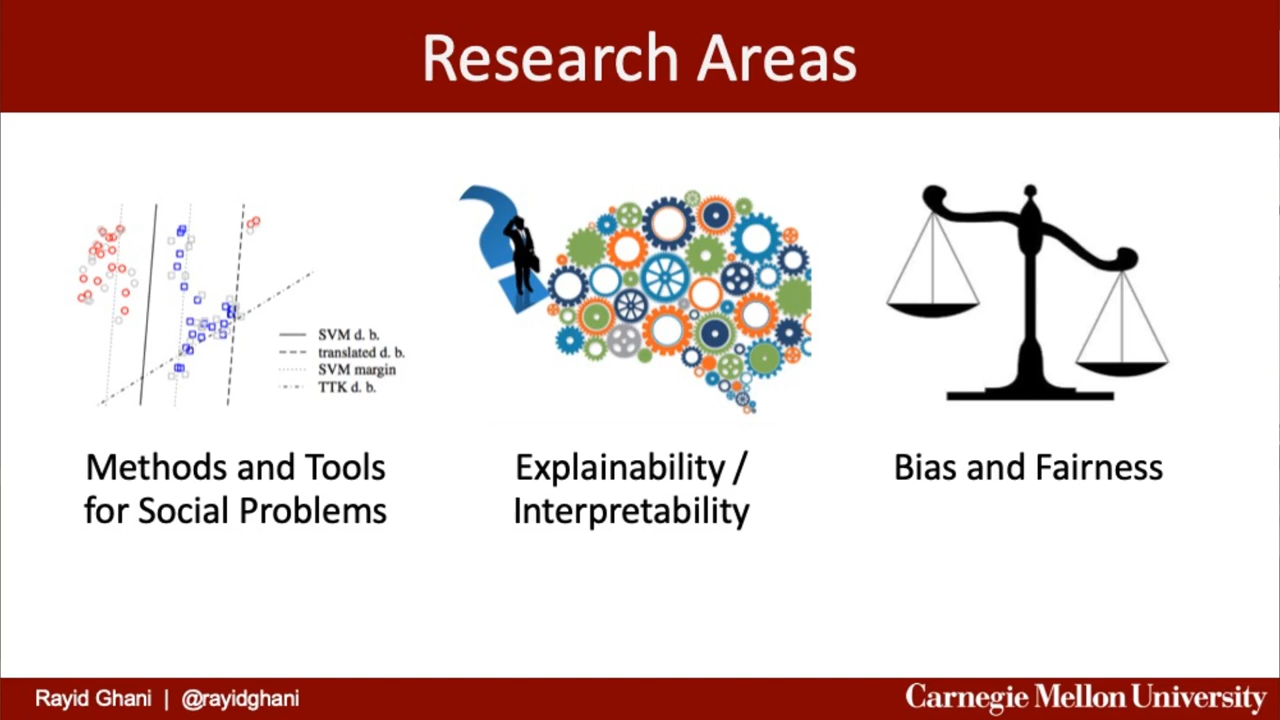 Research Areas
SVM d. b.
translated d. b.
SVM margin
TTK d. b.
Methods and Tools
for Social Problems
Explainability /
Interpretability
Bias and Fairness
Rayid Ghani | @rayidghani
Carnegie Mellon University